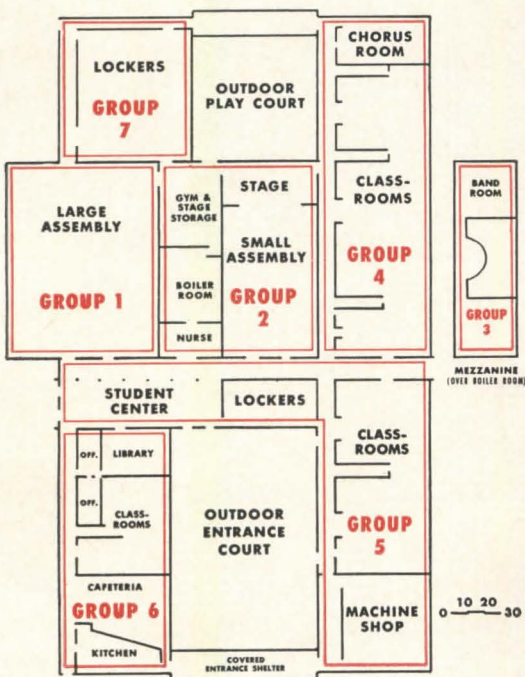 CHORUS
ROOM
LOCKERS
GROUP
7
OUTDOOR
PLAY COURT
LARGE
ASSEMBLY
GROUP 1
GYM &
STAGE
STORAGE
STAGE
SMALL
ASSEMBLY
BOILER
ROOM
GROUP
2
NURSE
CLASS-
ROOMS
GROUP
4
BAND
ROOM
GROUP
3
MEZZANINE
(OVER BOILER ROOM)
STUDENT
CENTER
LOCKERS
OFF.
LIBRARY
OFF.
CLASS-
ROOMS
CAFETERIA
GROUP 6
KITCHEN
OUTDOOR
ENTRANCE
COURT
COVERED
ENTRANCE SHELTER
CLASS-
ROOMS
GROUP
5
MACHINE
SHOP
0 10 20 30